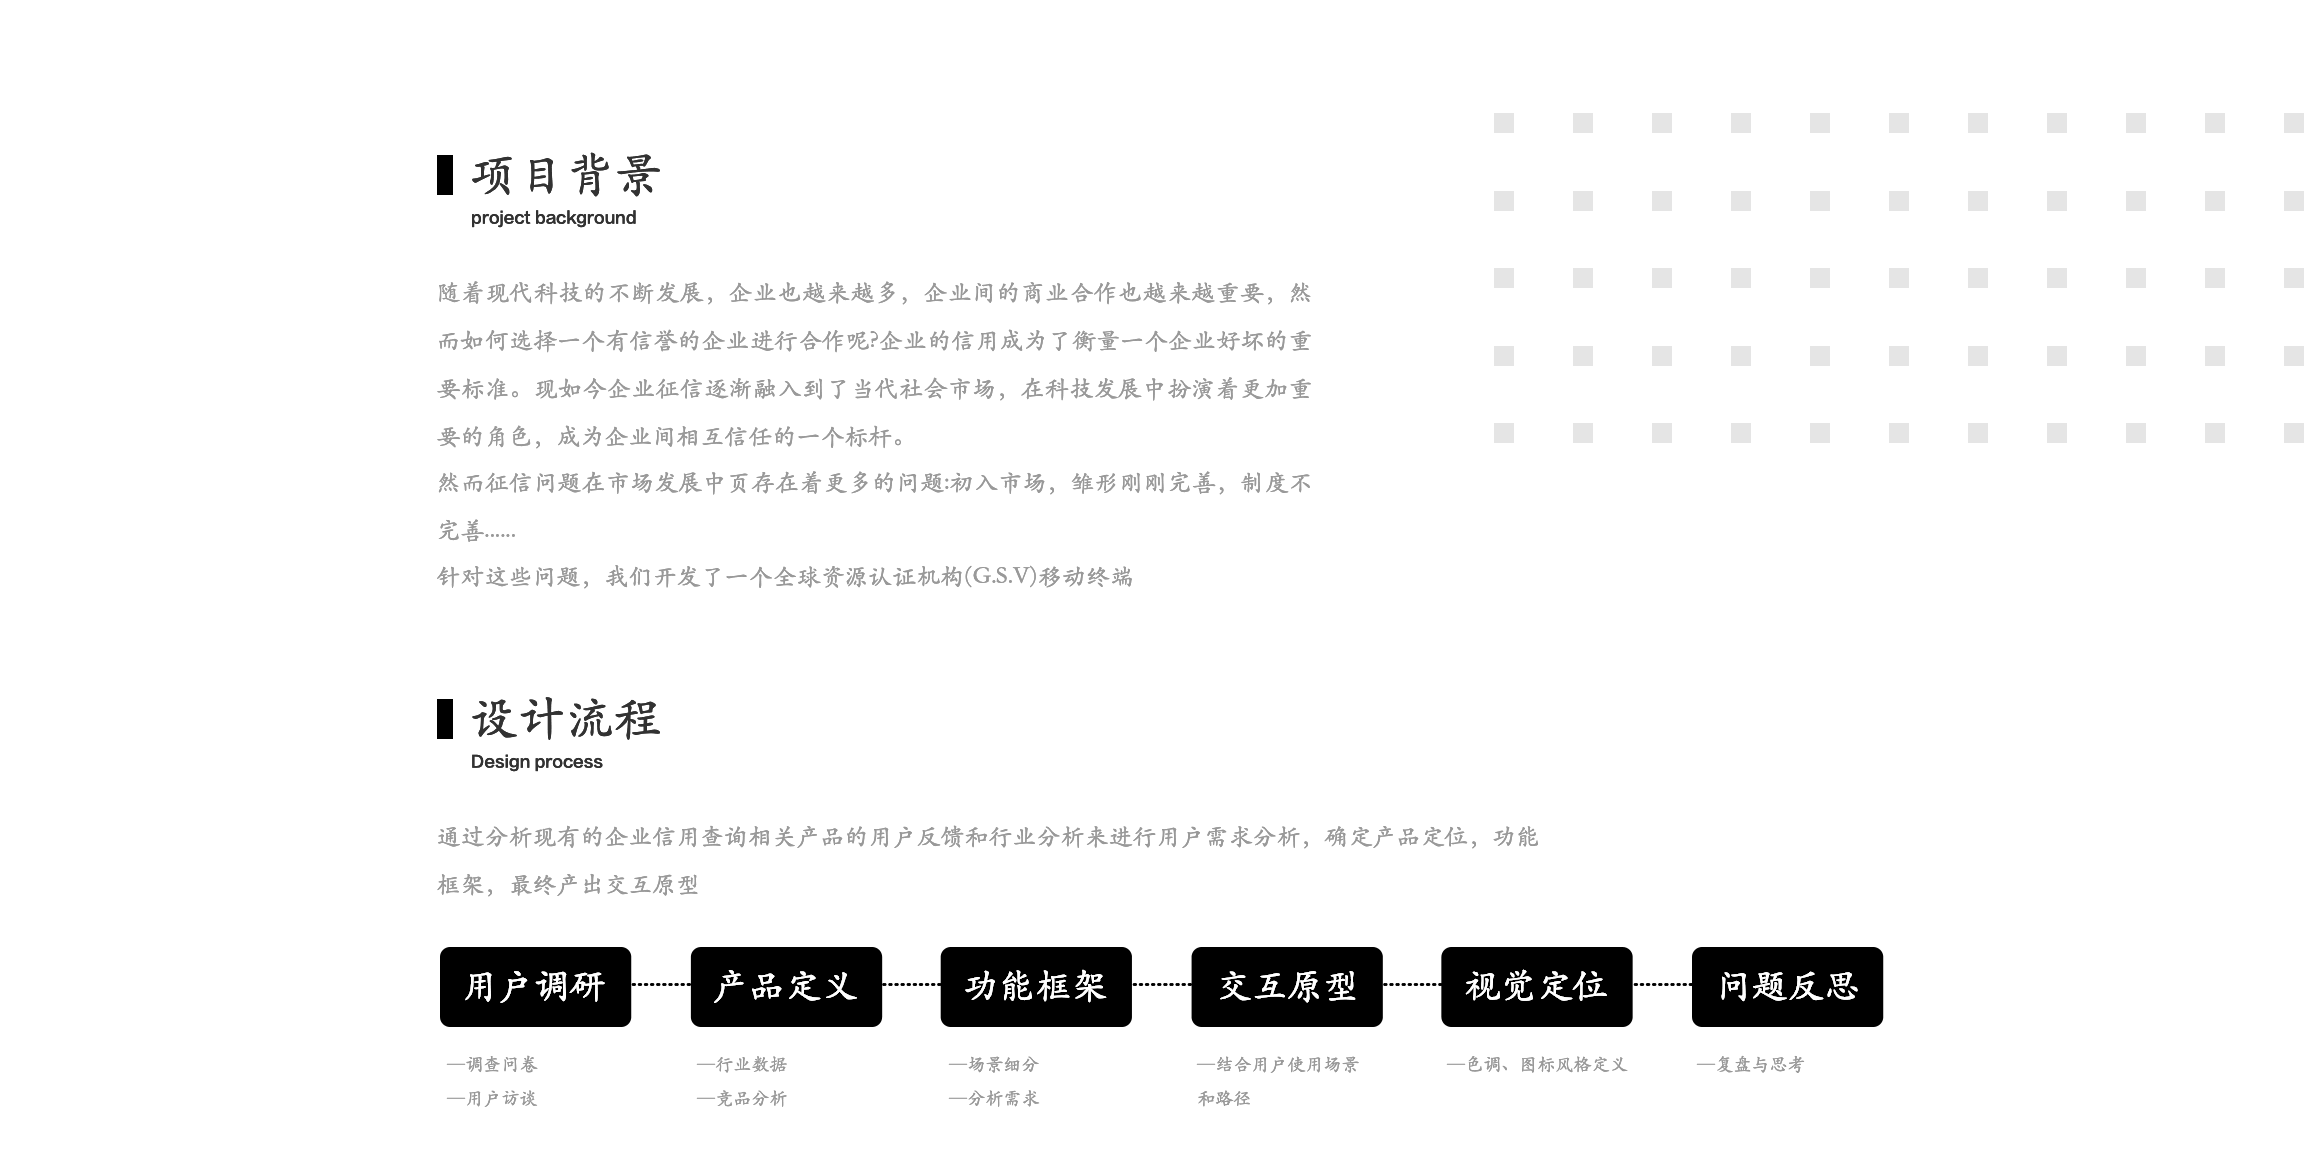 项目背景
project background
随着现代科技的不断发展，企业也越来越多，企业间的商业合作也越来越重要，然
而如何选择一个有信誉的企业进行合作呢?企业的信用成为了衡量一个企业好坏的重
要标准。现如今企业征信逐渐融入到了当代社会市场，在科技发展中扮演着更加重
要的角色，成为企业间相互信任的一个标杆。
然而征信问题在市场发展中页存在着更多的问题:初入市场，雏形刚刚完善，制度不
完善......
针对这些问题，我们开发了一个全球资源认证机构(G.S.V)移动终端
设计流程
Design process
通过分析现有的企业信用查询相关产品的用户反馈和行业分析来进行用户需求分析，确定产品定位，功能
框架，最终产出交互原型
用户调研 产品定义 功能框架 交互原型 视觉定位 问题反思
—调查问卷 —行业数据 —场景细分 —结合用户使用场景 —色调、图标风格定义 —复盘与思考
—用户访谈 —竞品分析 —分析需求 和路径